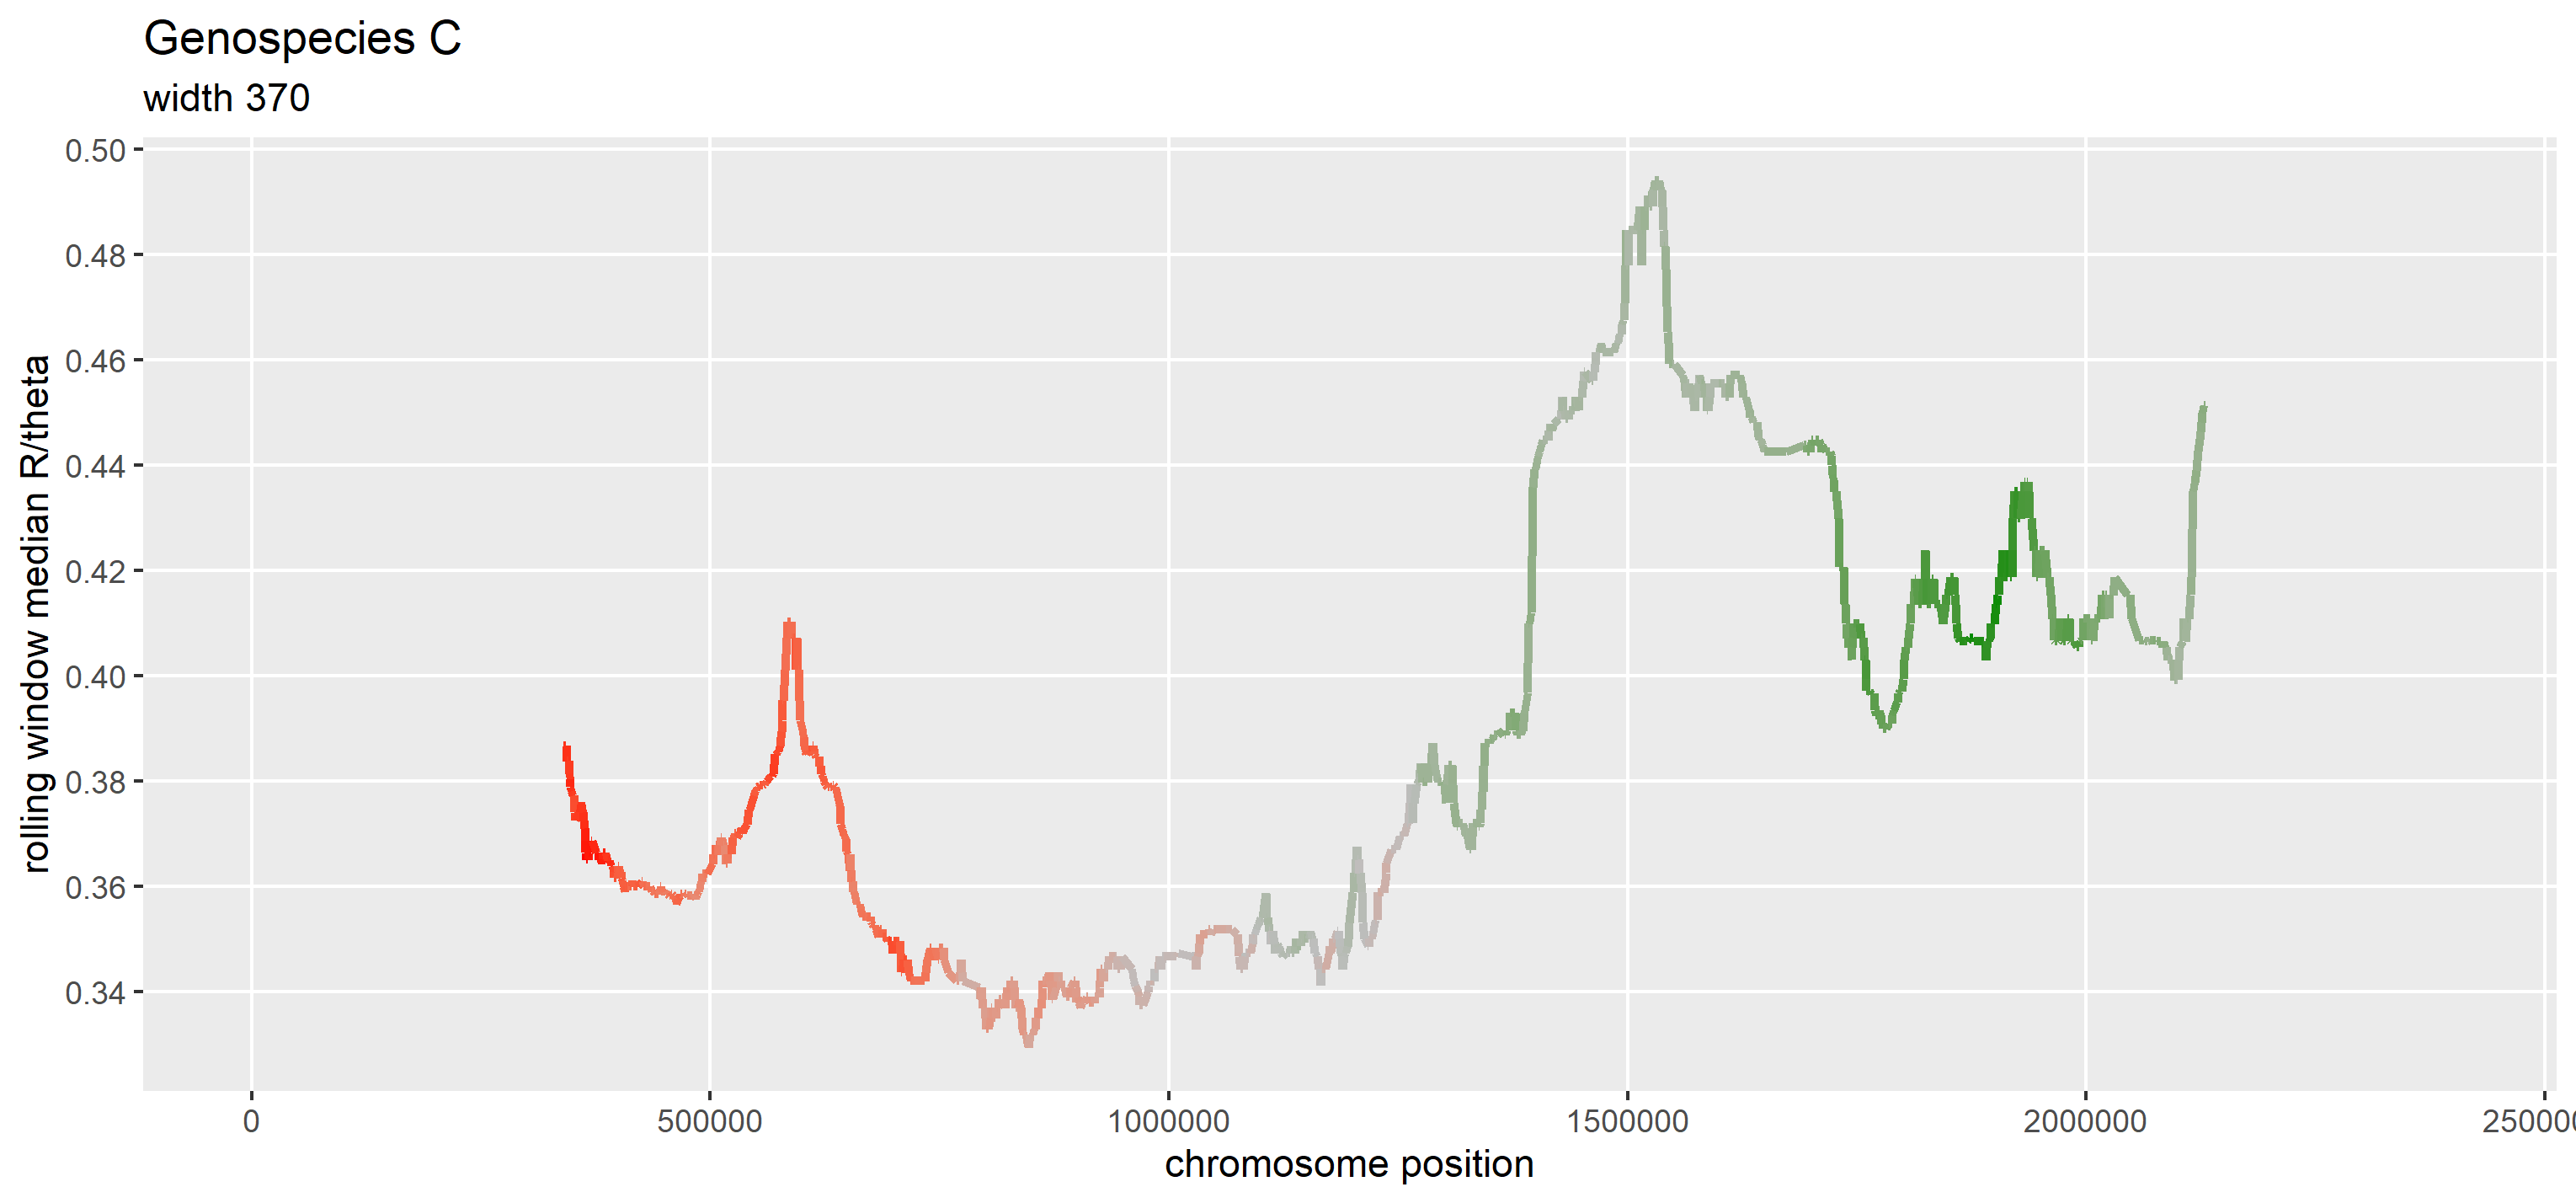 Genospecies C
width 370
0.50
0.48
0.46
0.44
0.42
0.40
0.38
0.36
0.34
rolling window median R/theta
0 500000 1000000 1500000 2000000
chromosome position